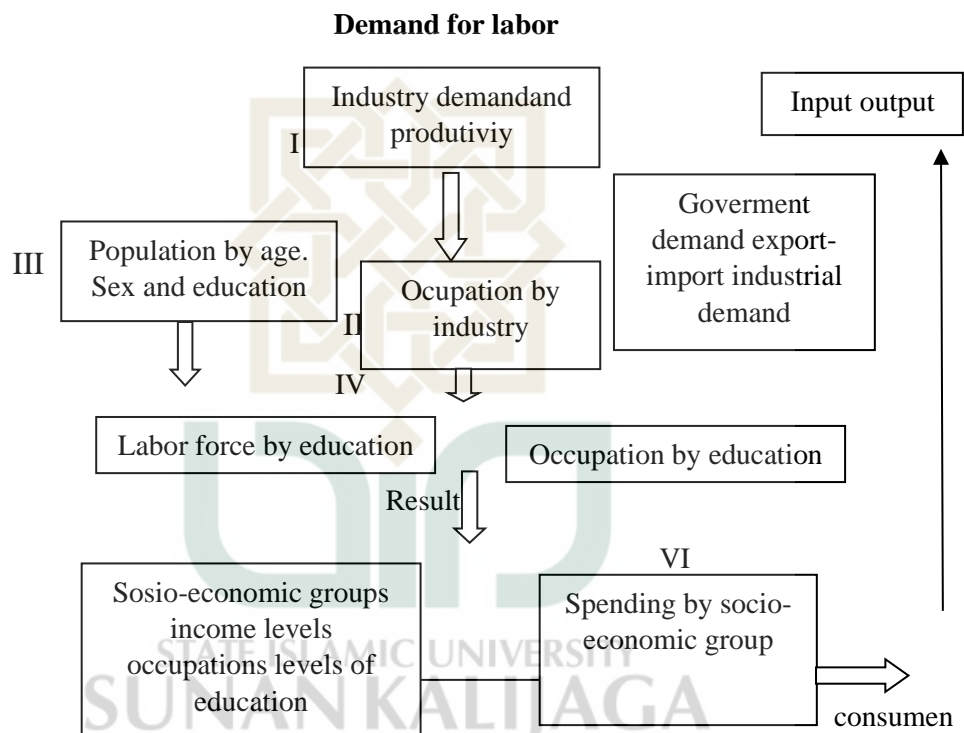 Demand for labor
Industry demandand
produtiviy
Input output
I
Goverment
demand export-
import industrial
demand
III
Population by age.
Sex and education
Ocupation by
industry
II
IV
Labor force by education
Occupation by education
Result
VI
Sosio-economic groups
income levels
occupations levels of
education
Spending by socio-
economic group
consumen
STATE ISLAMIC UNIVERSITY
SUNAN KALIJAGA